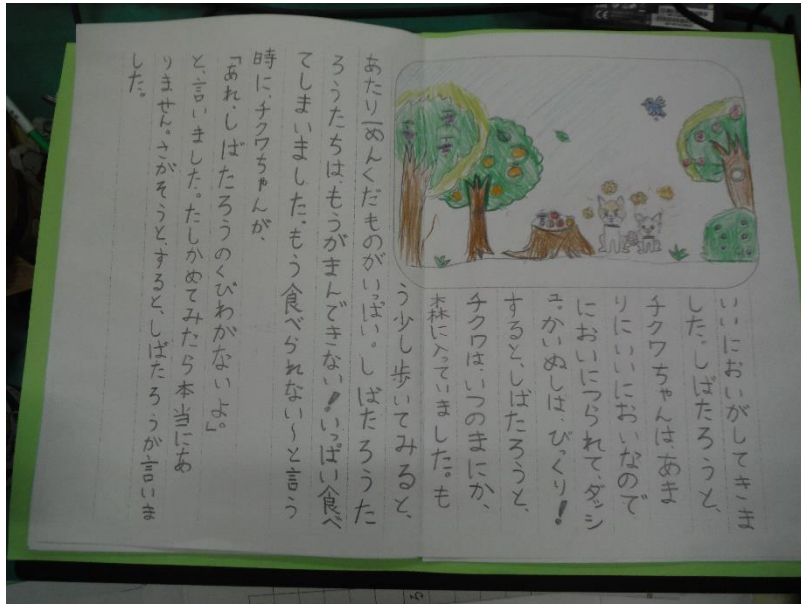 いいにおいがしてきま
した。しばたろうと、
チクワちゃんは、あま
りにいいにおいなので、
においにつられて、ダッシ
ュ。かいぬしは、びっくり!
すると、しばたろうと、
チクワは、いつのまにか、
森に入っていました。も
う少し歩いてみると、
あたり一めんくだものがいっぱい。しばたろうた
ろうたちは、もうがまんできない!いっぱい食べ
てしまいました。もう食べられない〜と言う
時に、チクワちゃんが、
「あれ、しばたろうのくびわがないよ。」
と、言いました。たしかめてみたら本当にあ
りません。さがそうと、すると、しばたろうが言いま
した。